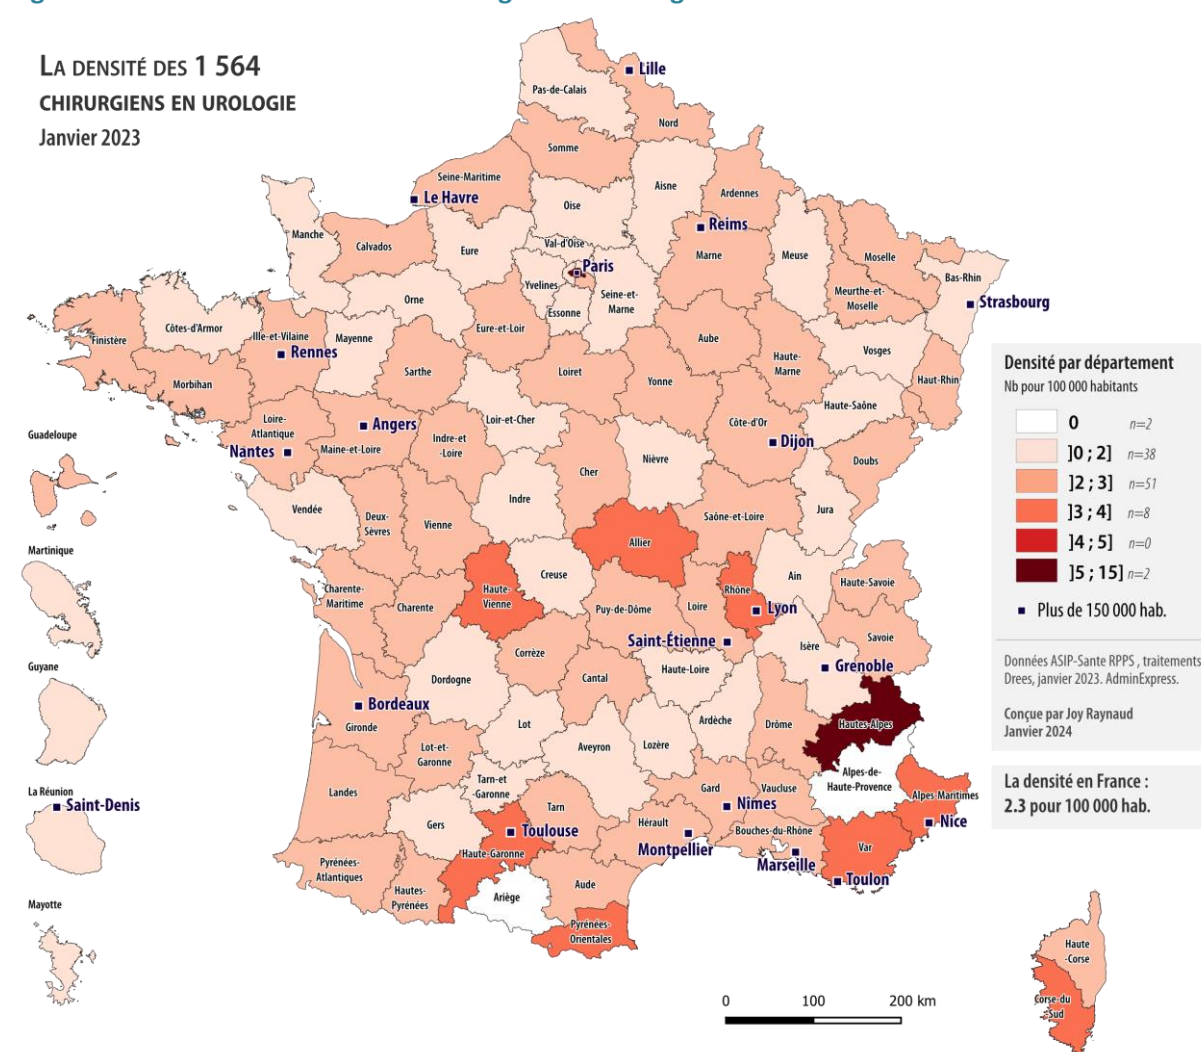 LA DENSITÉ DES 1 564
CHIRURGIENS EN UROLOGIE
Janvier 2023
Lille
Pas-de-Calais
Nord
Somme
Seine-Maritime
Le Havre
Aisne
Ardennes
Oise
Reims
Manche
Calvados
Eure
Val-d'Oise
Paris
Marne
Meuse
Moselle
Bas-Rhin
Meurthe-et-
Moselle
Strasbourg
Yvelines
Seine-et-
Marne
Essonne
Orne
Finistère
Côtes-d'Armor
Ille-et-Vilaine
Rennes
Mayenne
Eure-et-Loir
Aube
Vosges
Haute-
Marne
Haut-Rhin
Morbihan
Sarthe
Loiret
Yonne
Loir-et-Cher
Côte-d'Or
Dijon
Haute-Saône
Loire-
Atlantique
Nantes
Angers
Maine-et-Loire
Indre-et
-Loire
Cher
Nièvre
Doubs
Vendée
Deux-
Sèvres
Vienne
Indre
Saône-et-Loire
Jura
Allier
Charente-
Maritime
Charente
Haute-
Vienne
Creuse
Puy-de-Dôme
Loire
Rhône
Lyon
Ain
Haute-Savoie
Savoie
Saint-Étienne
Isère
Grenoble
Corrèze
Cantal
Haute-Loire
Dordogne
Bordeaux
Gironde
Lot
Aveyron
Lozère
Ardèche
Drôme
Hautes-Alpes
Lot-et-
Garonne
Tarn-et
-Garonne
Landes
Gers
Tarn
Toulouse
Haute-Garonne
Gard
Nîmes
Vaucluse
Alpes-de-
Haute-Provence
Alpes-Maritimes
Nice
Hérault
Montpellier
Bouches-du-Rhône
Marseille
Var
Toulon
Pyrénées-
Atlantiques
Hautes-
Pyrénées
Ariège
Aude
Pyrénées-
Orientales
Haute
-Corse
Corse-du
-Sud
Guadeloupe
Martinique
Guyane
La Réunion
Saint-Denis
Mayotte
Densité par département
Nb pour 100 000 habitants
0 n=2
]0 ; 2] n=38
]2 ; 3] n=51
]3 ; 4] n=8
]4 ; 5] n=0
]5 ; 15] n=2
Plus de 150 000 hab.
Données ASIP-Sante RPPS , traitements
Drees, janvier 2023. AdminExpress.
Conçue par Joy Raynaud
Janvier 2024
La densité en France :
2.3 pour 100 000 hab.
0 100 200 km